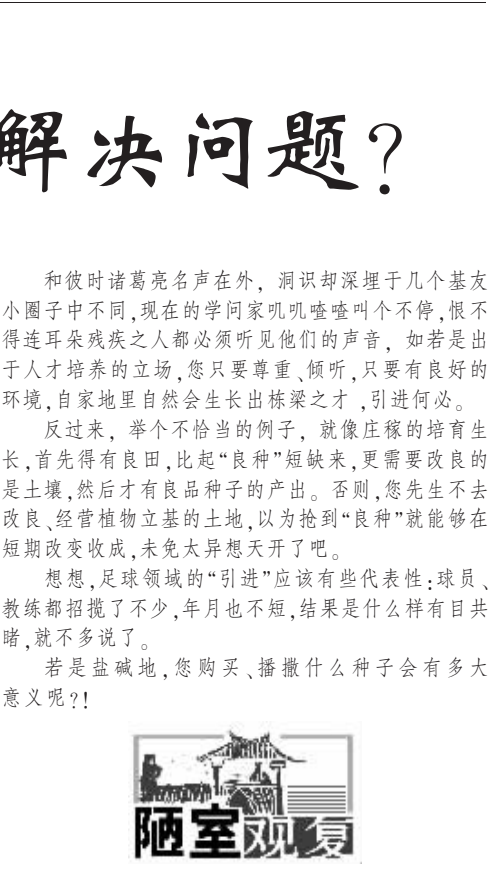 解决问题?
和彼时诸葛亮名声在外，洞识却深埋于几个基友
小圈子中不同,现在的学问家叽叽喳喳叫个不停,恨不
得连耳朵残疾之人都必须听见他们的声音，如若是出
于人才培养的立场,您只要尊重、倾听,只要有良好的
环境,自家地里自然会生长出栋梁之才,引进何必。
反过来，举个不恰当的例子，就像庄稼的培育生
长,首先得有良田,比起“良种”短缺来,更需要改良的
是土壤,然后才有良品种子的产出。否则,您先生不去
改良、经营植物立基的土地,以为抢到“良种”就能够在
短期改变收成,未免太异想天开了吧。
想想,足球领域的“引进”应该有些代表性:球员、
教练都招揽了不少,年月也不短,结果是什么样有目共
睹,就不多说了。
若是盐碱地,您购买、播撒什么种子会有多大
意义呢?!
陋室观复